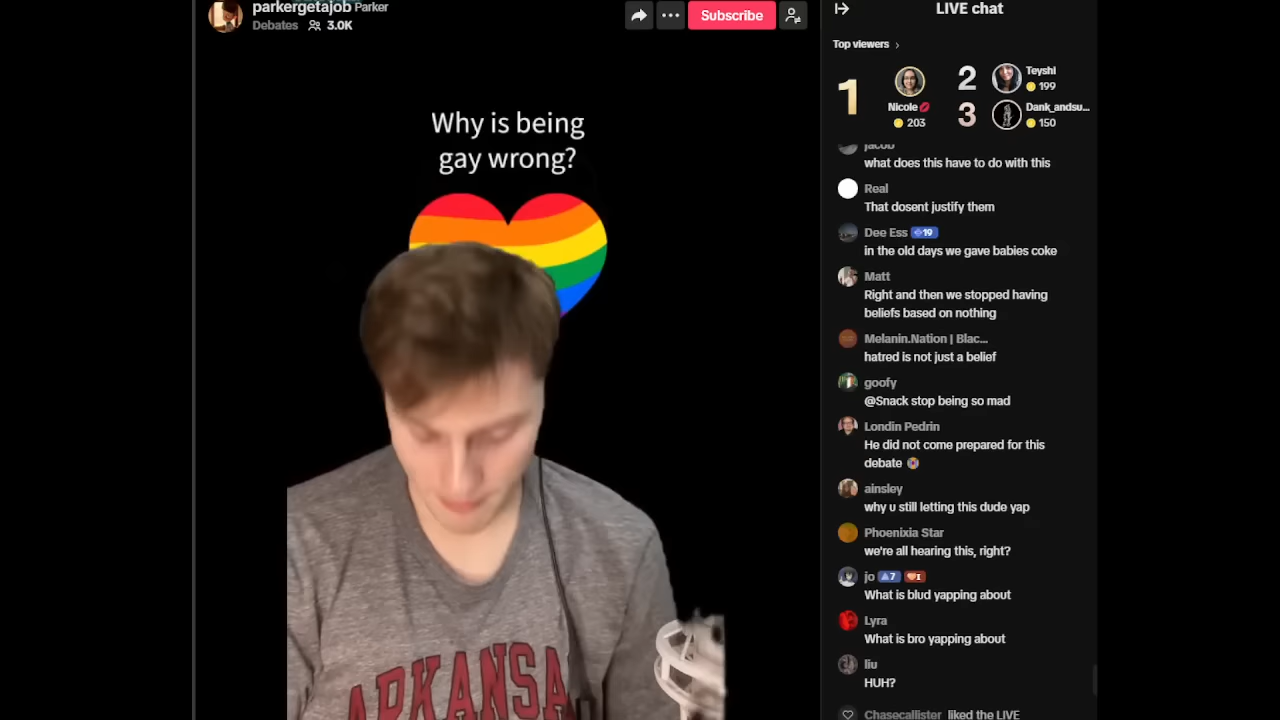 parkergetajob Parker
Debates 3.0K
Subscribe
LIVE chat
Top viewers
1
Nicole
203
2
Teyshi
199
3
Dank_andsu...
150
Why is being
gay wrong?
ARKANSA
jacob
what does this have to do with this
Real
That dosent justify them
Dee Ess 19
in the old days we gave babies coke
Matt
Right and then we stopped having
beliefs based on nothing
Melanin.Nation | Blac...
hatred is not just a belief
goofy
@Snack stop being so mad
Londin Pedrin
He did not come prepared for this
debate
ainsley
why u still letting this dude yap
Phoenixia Star
we're all hearing this, right?
jo 7 I
What is blud yapping about
Lyra
What is bro yapping about
liu
HUH?
Chasecallister liked the LIVE